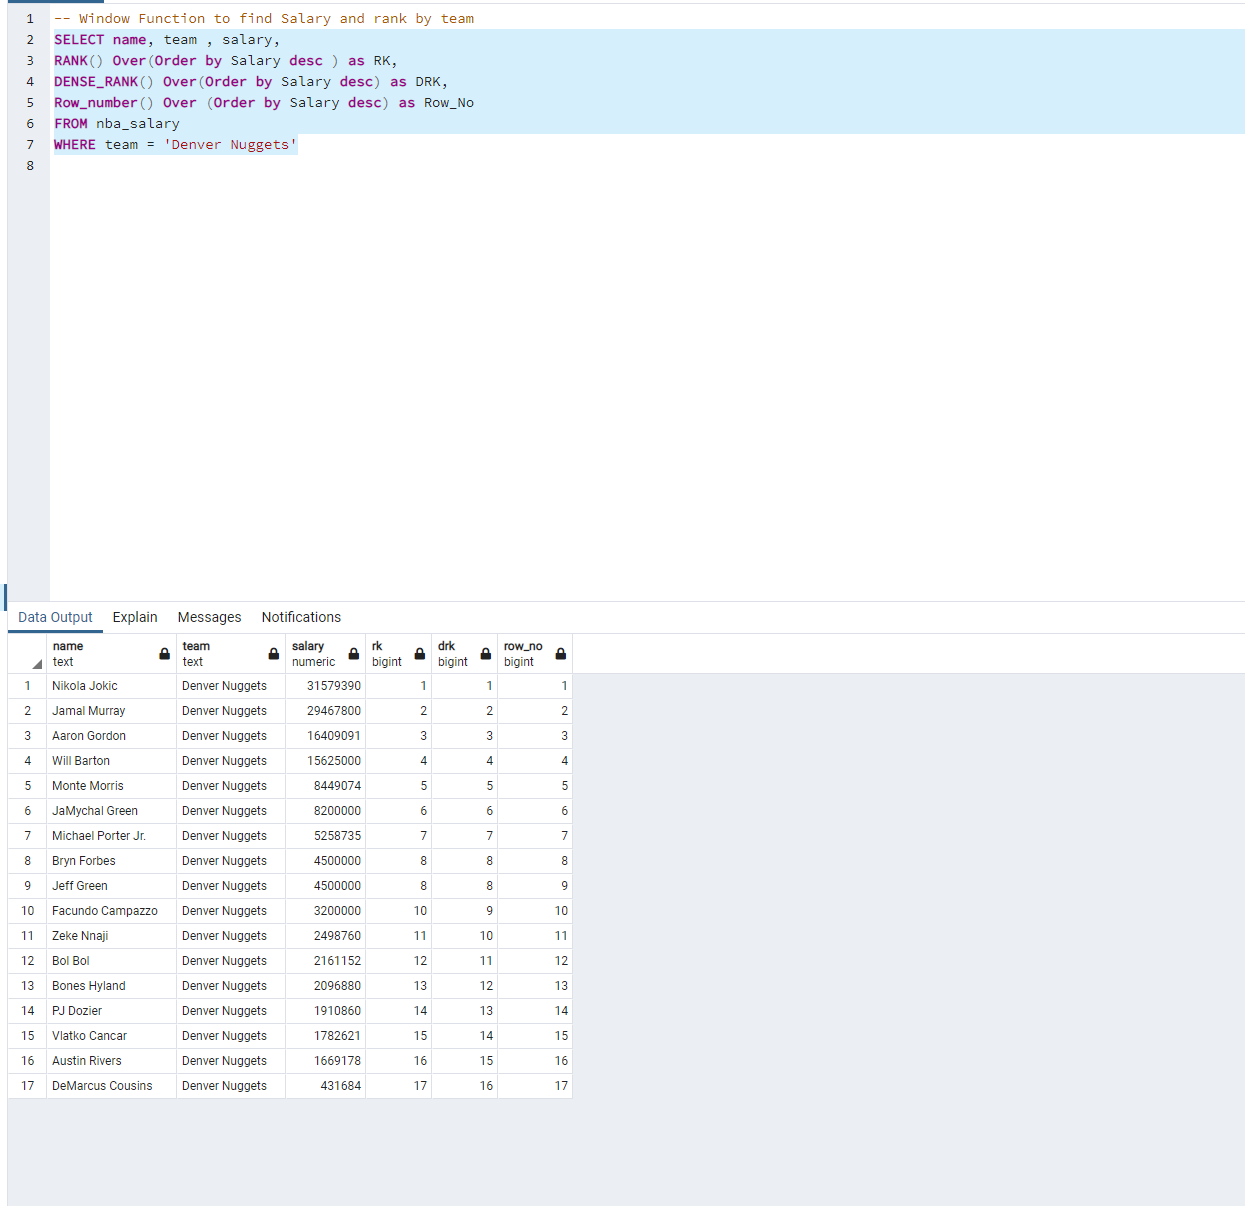 1 -- Window Function to find Salary and rank by team
2 SELECT name, team , salary,
3 RANK() Over(Order by Salary desc ) as RK,
4 DENSE_RANK() Over(Order by Salary desc) as DRK,
5 Row_number() Over (Order by Salary desc) as Row_No
6 FROM nba_salary
7 WHERE team = 'Denver Nuggets'
8
Data Output Explain Messages Notifications
name team salary rk drk row_no
text text numeric bigint bigint bigint
1 Nikola Jokic Denver Nuggets 31579390 1 1 1
2 Jamal Murray Denver Nuggets 29467800 2 2 2
3 Aaron Gordon Denver Nuggets 16409091 3 3 3
4 Will Barton Denver Nuggets 15625000 4 4 4
5 Monte Morris Denver Nuggets 8449074 5 5 5
6 JaMychal Green Denver Nuggets 8200000 6 6 6
7 Michael Porter Jr. Denver Nuggets 5258735 7 7 7
8 Bryn Forbes Denver Nuggets 4500000 8 8 8
9 Jeff Green Denver Nuggets 4500000 8 8 9
10 Facundo Campazzo Denver Nuggets 3200000 10 9 10
11 Zeke Nnaji Denver Nuggets 2498760 11 10 11
12 Bol Bol Denver Nuggets 2161152 12 11 12
13 Bones Hyland Denver Nuggets 2096880 13 12 13
14 PJ Dozier Denver Nuggets 1910860 14 13 14
15 Vlatko Cancar Denver Nuggets 1782621 15 14 15
16 Austin Rivers Denver Nuggets 1669178 16 15 16
17 DeMarcus Cousins Denver Nuggets 431684 17 16 17